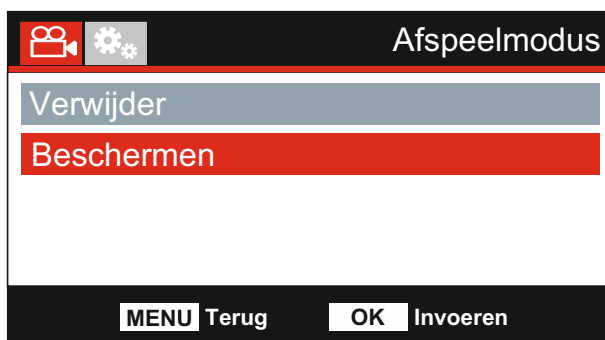 Afspeelmodus
Verwijder
Beschermen
MENU Terug OK Invoeren